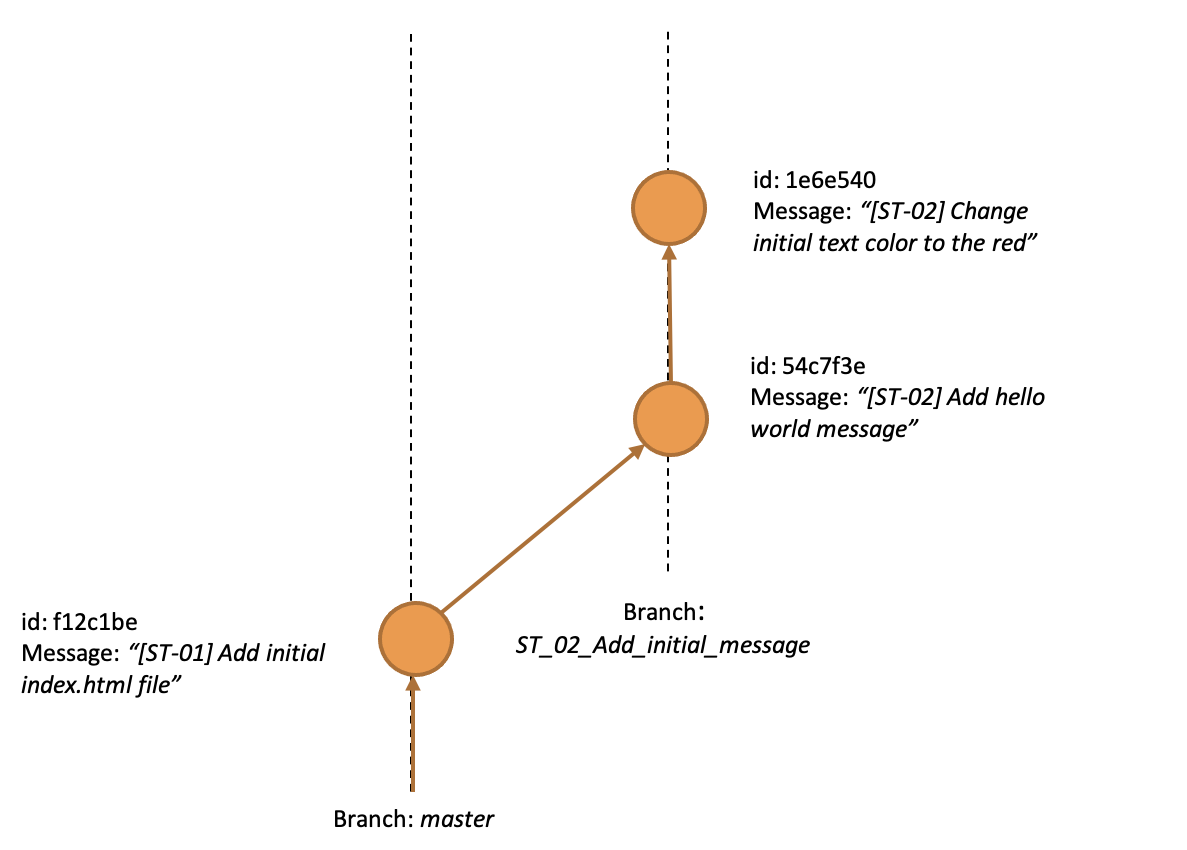 id: 1e6e540
Message: “[ST-02] Change
initial text color to the red”
id: 54c7f3e
Message: “[ST-02] Add hello
world message”
Branch:
ST_02_Add_initial_message
id: f12c1be
Message: “[ST-01] Add initial
index.html file”
Branch: master